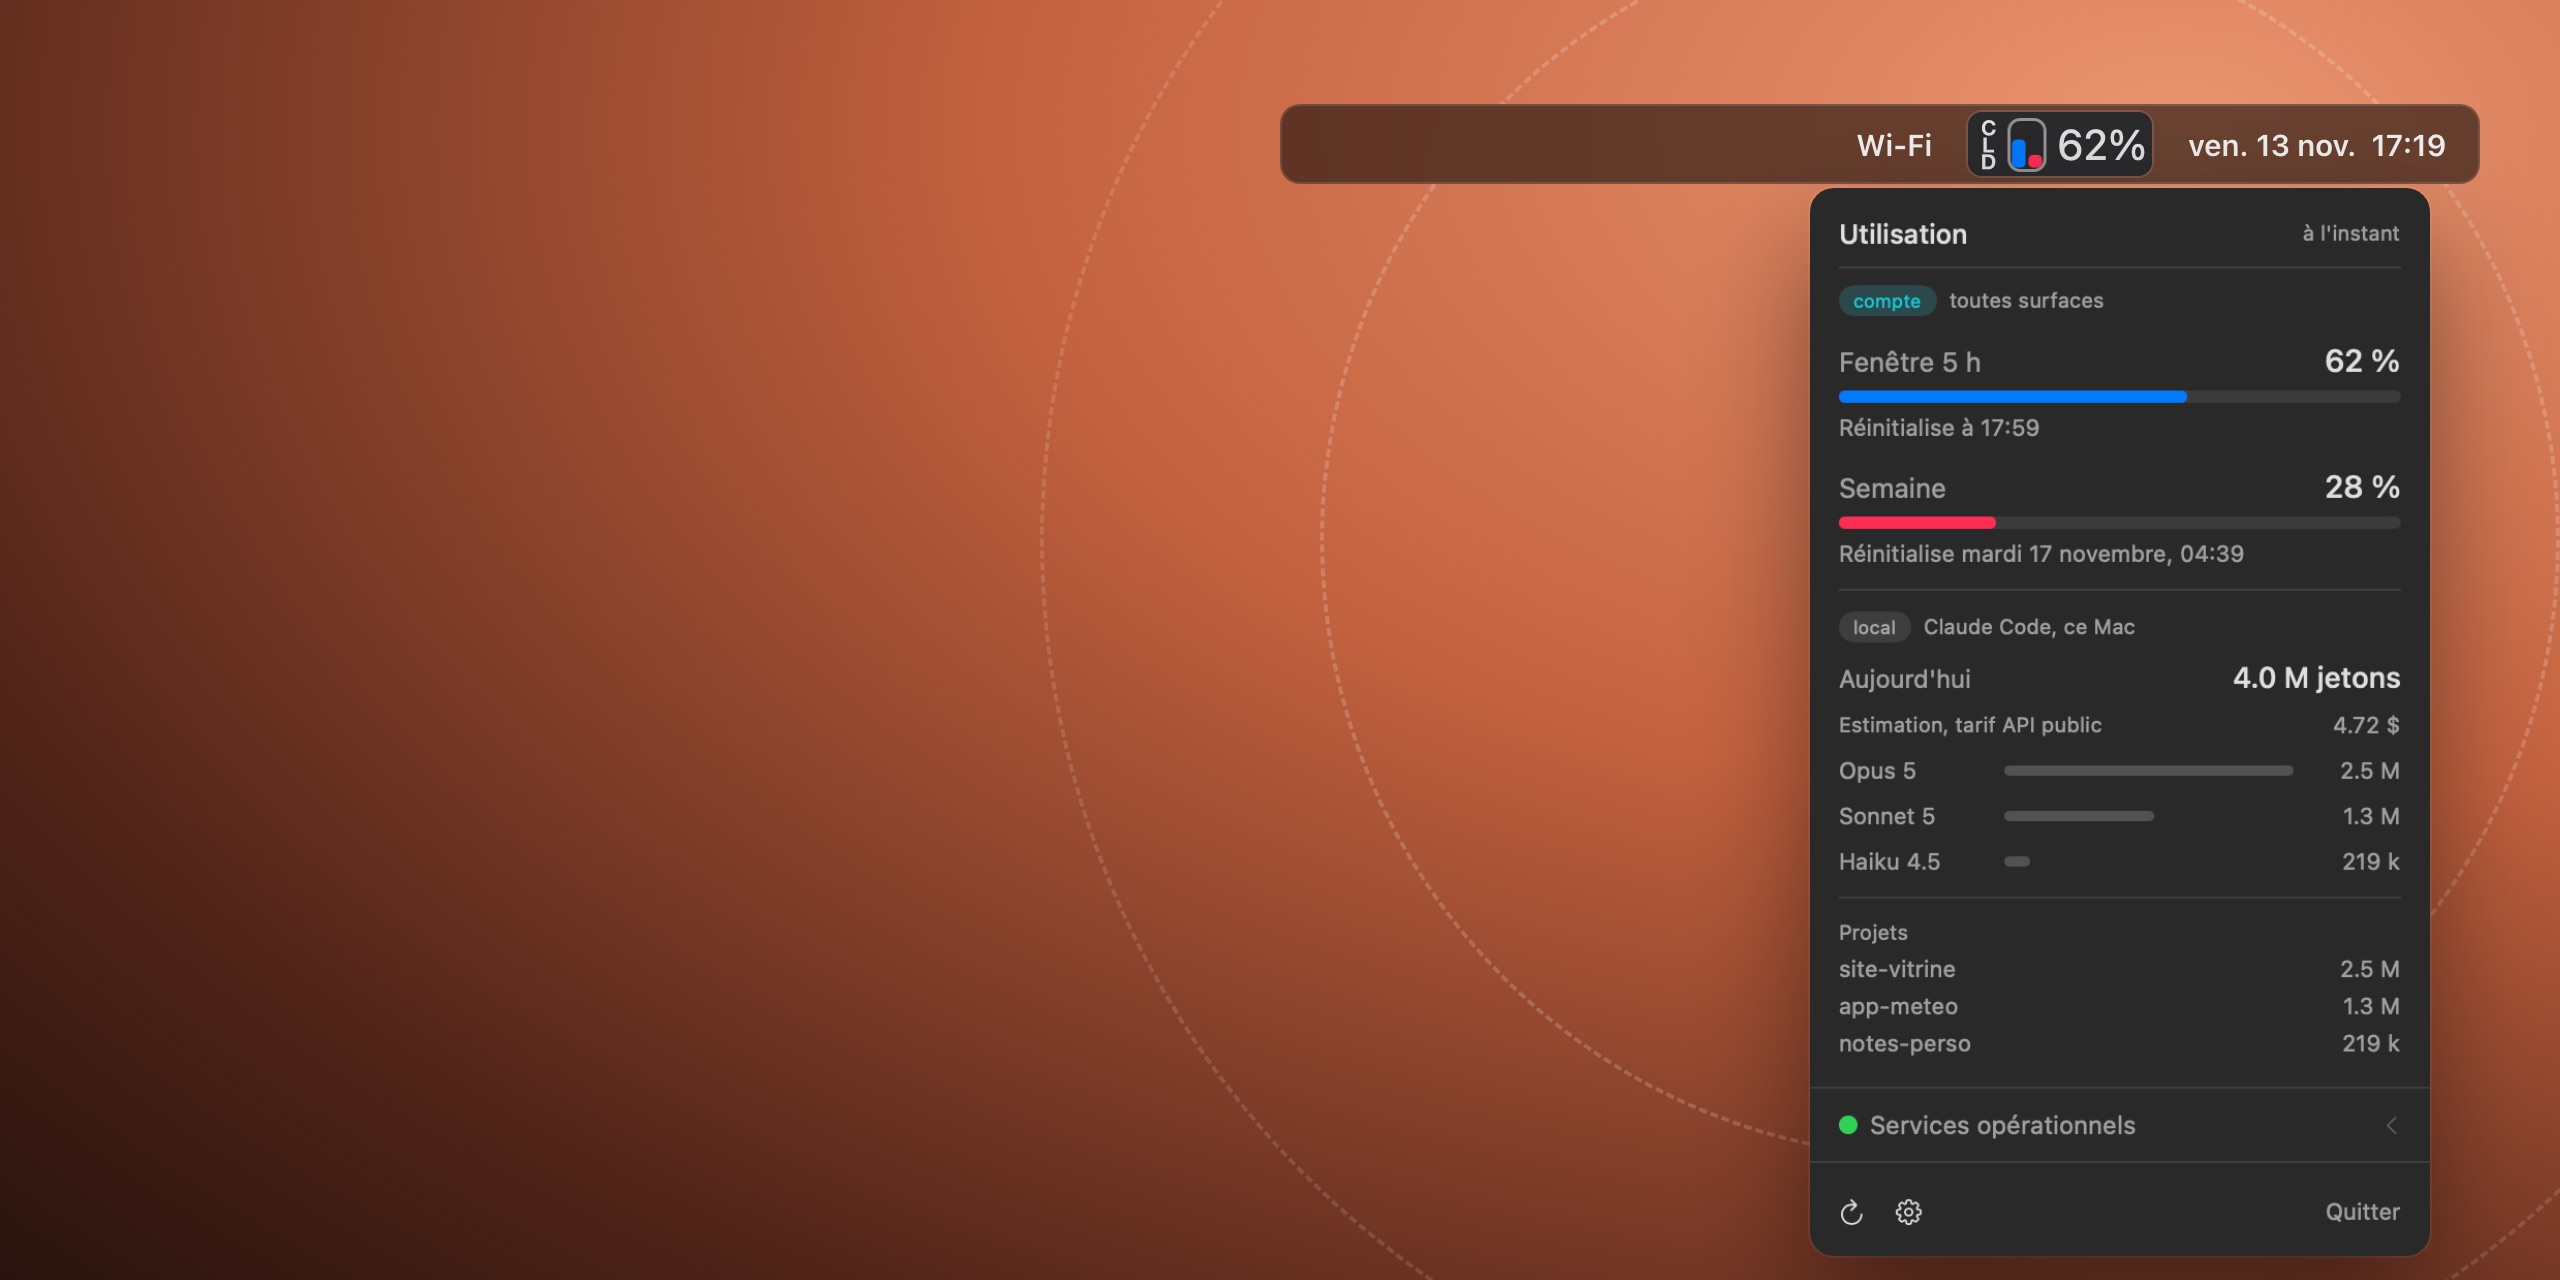 Wi-Fi CLD 62% ven. 13 nov. 17:19
Utilisation à l'instant
compte toutes surfaces
Fenêtre 5 h 62 %
Réinitialise à 17:59
Semaine 28 %
Réinitialise mardi 17 novembre, 04:39
local Claude Code, ce Mac
Aujourd'hui 4.0 M jetons
Estimation, tarif API public 4.72 $
Opus 5 2.5 M
Sonnet 5 1.3 M
Haiku 4.5 219 k
Projets
site-vitrine 2.5 M
app-meteo 1.3 M
notes-perso 219 k
Services opérationnels
Quitter